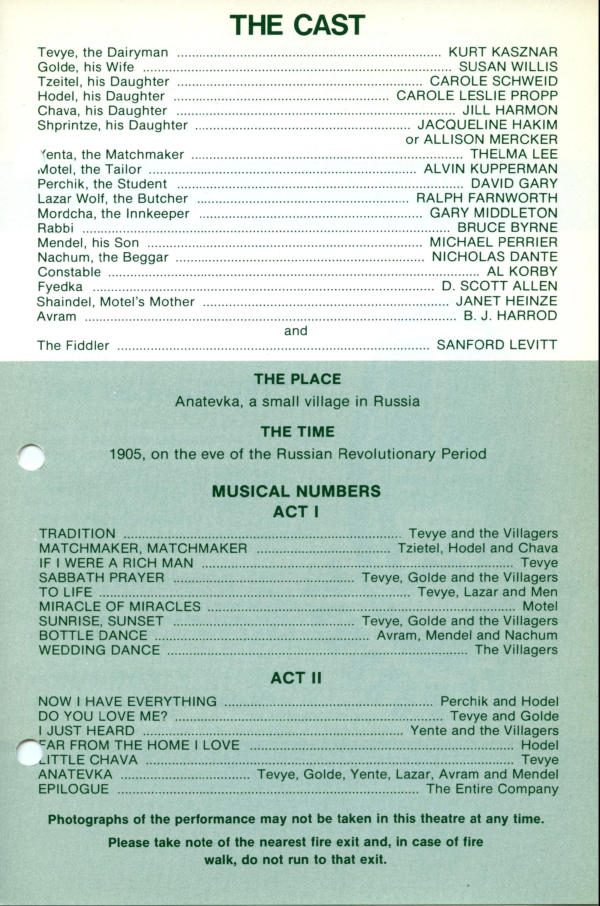 THE CAST
Tevye, the Dairyman ........ KURT KASZNAR
Golde, his Wife ........ SUSAN WILLIS
Tzeitel, his Daughter ........ CAROLE SCHWEID
Hodel, his Daughter ........ CAROLE LESLIE PROPP
Chava, his Daughter ........ JILL HARMON
Shprintze, his Daughter ........ JACQUELINE HAKIM
or ALLISON MERCKER
Yenta, the Matchmaker ........ THELMA LEE
Motel, the Tailor ........ ALVIN KUPPERMAN
Perchik, the Student ........ DAVID GARY
Lazar Wolf, the Butcher ........ RALPH FARNWORTH
Mordcha, the Innkeeper ........ GARY MIDDLETON
Rabbi ........ BRUCE BYRNE
Mendel, his Son ........ MICHAEL PERRIER
Nachum, the Beggar ........ NICHOLAS DANTE
Constable ........ AL KORBY
Fyedka ........ D. SCOTT ALLEN
Shaindel, Motel's Mother ........ JANET HEINZE
Avram ........ B. J. HARROD
and
The Fiddler ........ SANFORD LEVITT
THE PLACE
Anatevka, a small village in Russia
THE TIME
1905, on the eve of the Russian Revolutionary Period
MUSICAL NUMBERS
ACT I
TRADITION ........ Tevye and the Villagers
MATCHMAKER, MATCHMAKER ........ Tzietel, Hodel and Chava
IF I WERE A RICH MAN ........ Tevye
SABBATH PRAYER ........ Tevye, Golde and the Villagers
TO LIFE ........ Tevye, Lazar and Men
MIRACLE OF MIRACLES ........ Motel
SUNRISE, SUNSET ........ Tevye, Golde and the Villagers
BOTTLE DANCE ........ Avram, Mendel and Nachum
WEDDING DANCE ........ The Villagers
ACT II
NOW I HAVE EVERYTHING ........ Perchik and Hodel
DO YOU LOVE ME? ........ Tevye and Golde
I JUST HEARD ........ Yente and the Villagers
FAR FROM THE HOME I LOVE ........ Hodel
LITTLE CHAVA ........ Tevye
ANATEVKA ........ Tevye, Golde, Yente, Lazar, Avram and Mendel
EPILOGUE ........ The Entire Company
Photographs of the performance may not be taken in this theatre at any time.
Please take note of the nearest fire exit and, in case of fire
walk, do not run to that exit.